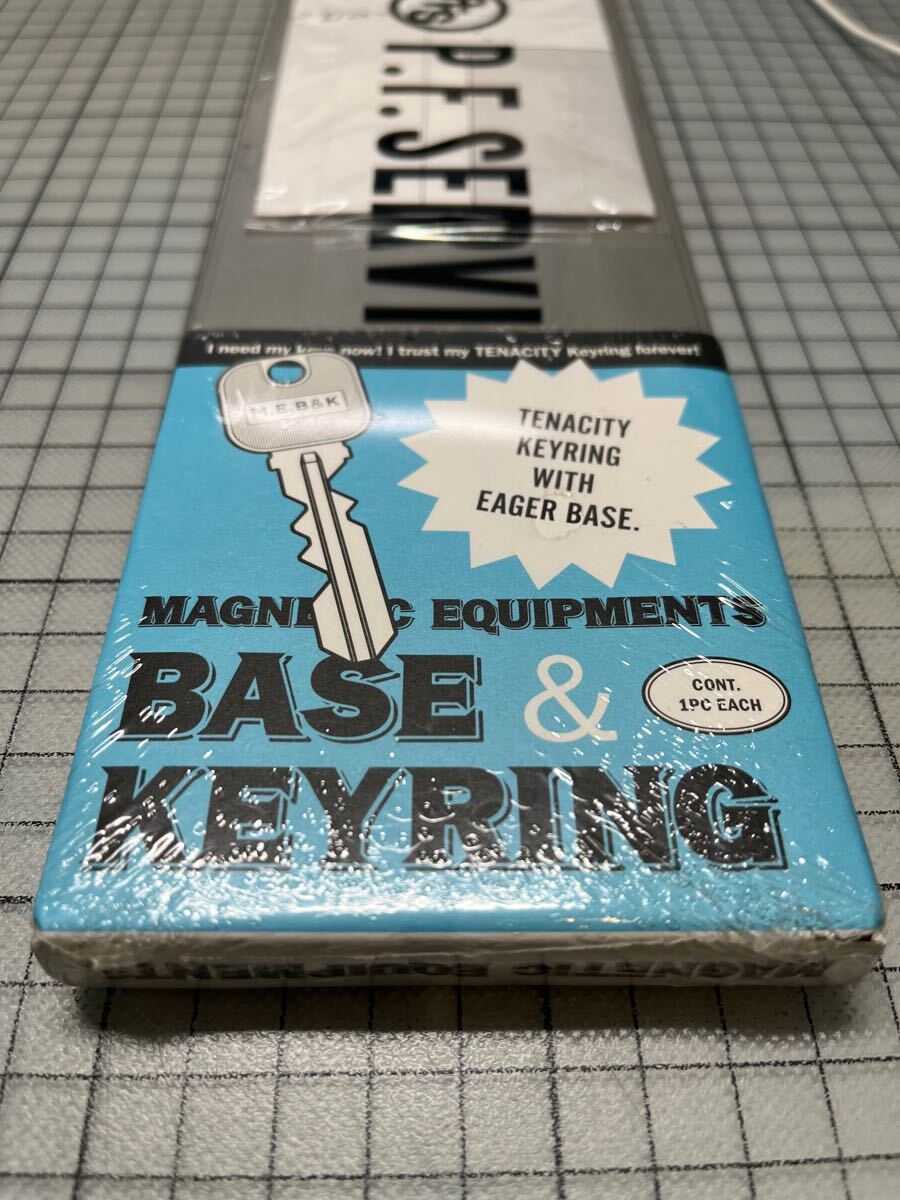 P.F.SERVI
I need my keys now! I trust my TENACITY Keyring forever!
M.E.B&K
TENACITY
KEYRING
WITH
EAGER BASE.
MAGNETIC EQUIPMENTS
BASE &
CONT.
1PC EACH
KEYRING
MAGNETIC EQUIPMENTS